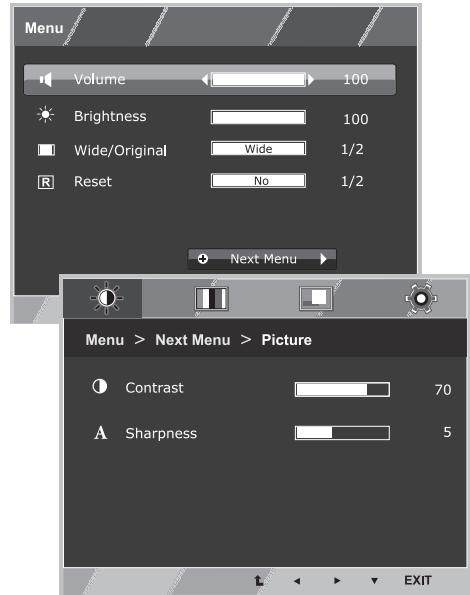 Menu
Volume 100
Brightness 100
Wide/Original Wide 1/2
R Reset No 1/2
Next Menu
Menu > Next Menu > Picture
Contrast 70
A Sharpness 5
EXIT